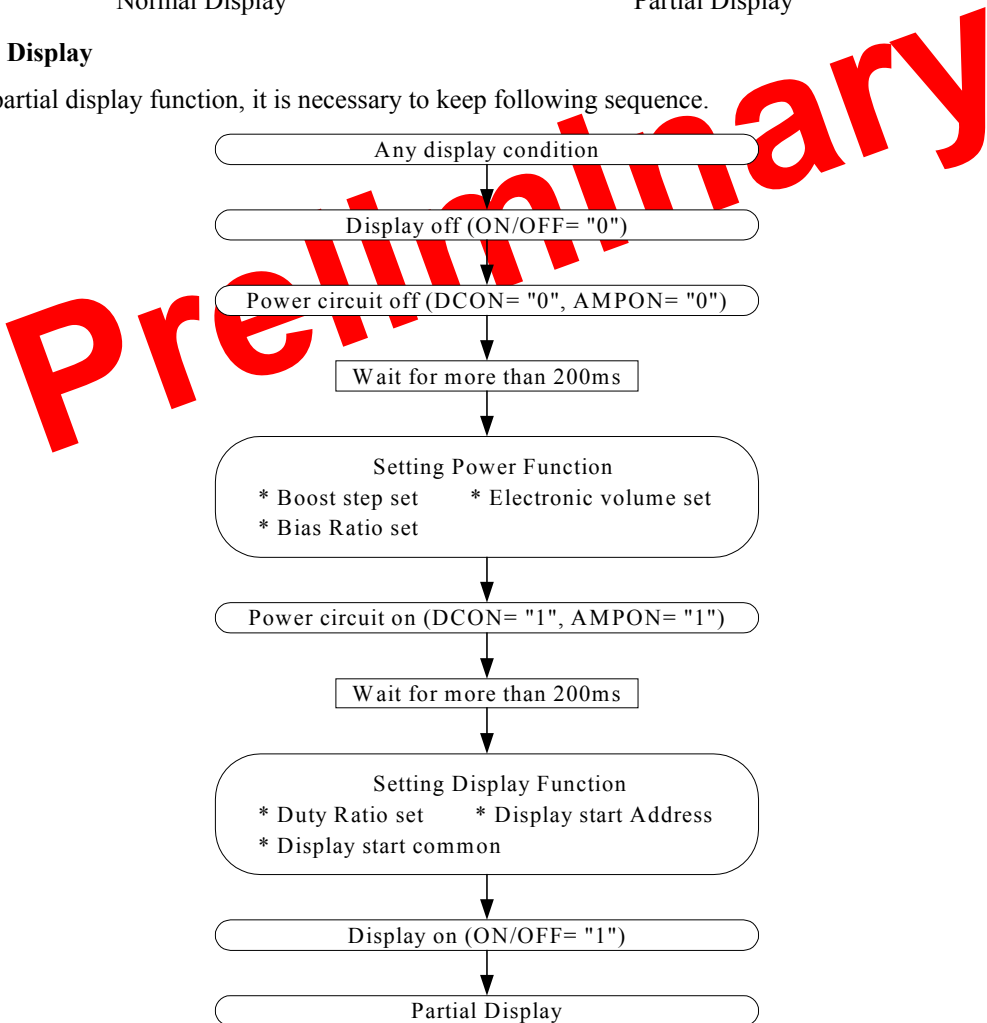 Normal Display Partial Display
Display
partial display function, it is necessary to keep following sequence.
Preliminary
Any display condition
Display off (ON/OFF= "0")
Power circuit off (DCON= "0", AMPON= "0")
Wait for more than 200ms
Setting Power Function
* Boost step set * Electronic volume set
* Bias Ratio set
Power circuit on (DCON= "1", AMPON= "1")
Wait for more than 200ms
Setting Display Function
* Duty Ratio set * Display start Address
* Display start common
Display on (ON/OFF= "1")
Partial Display